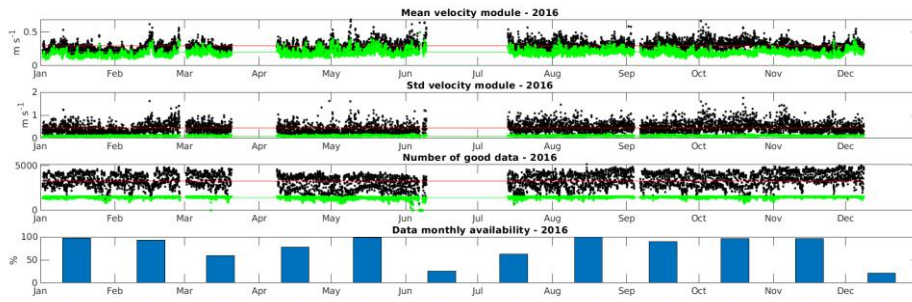 Mean velocity module - 2016
m s⁻¹
0.5
0
Jan Feb Mar Apr May Jun Jul Aug Sep Oct Nov Dec
Std velocity module - 2016
m s⁻¹
2
1
0
Jan Feb Mar Apr May Jun Jul Aug Sep Oct Nov Dec
Number of good data - 2016
5000
0
Jan Feb Mar Apr May Jun Jul Aug Sep Oct Nov Dec
Data monthly availability - 2016
%
100
50
0
Jan Feb Mar Apr May Jun Jul Aug Sep Oct Nov Dec